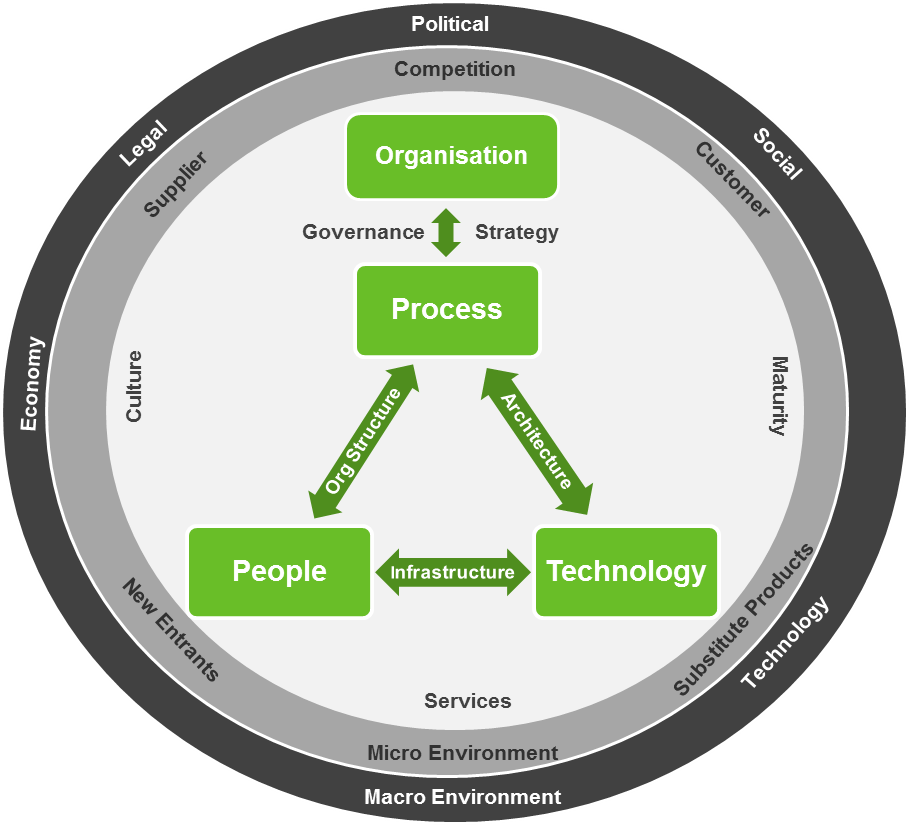 Political
Competition
Legal
Social
Supplier
Customer
Organisation
Governance
Strategy
Process
Economy
Culture
Maturity
Org Structure
Architecture
People
Infrastructure
Technology
New Entrants
Substitute Products
Technology
Services
Micro Environment
Macro Environment